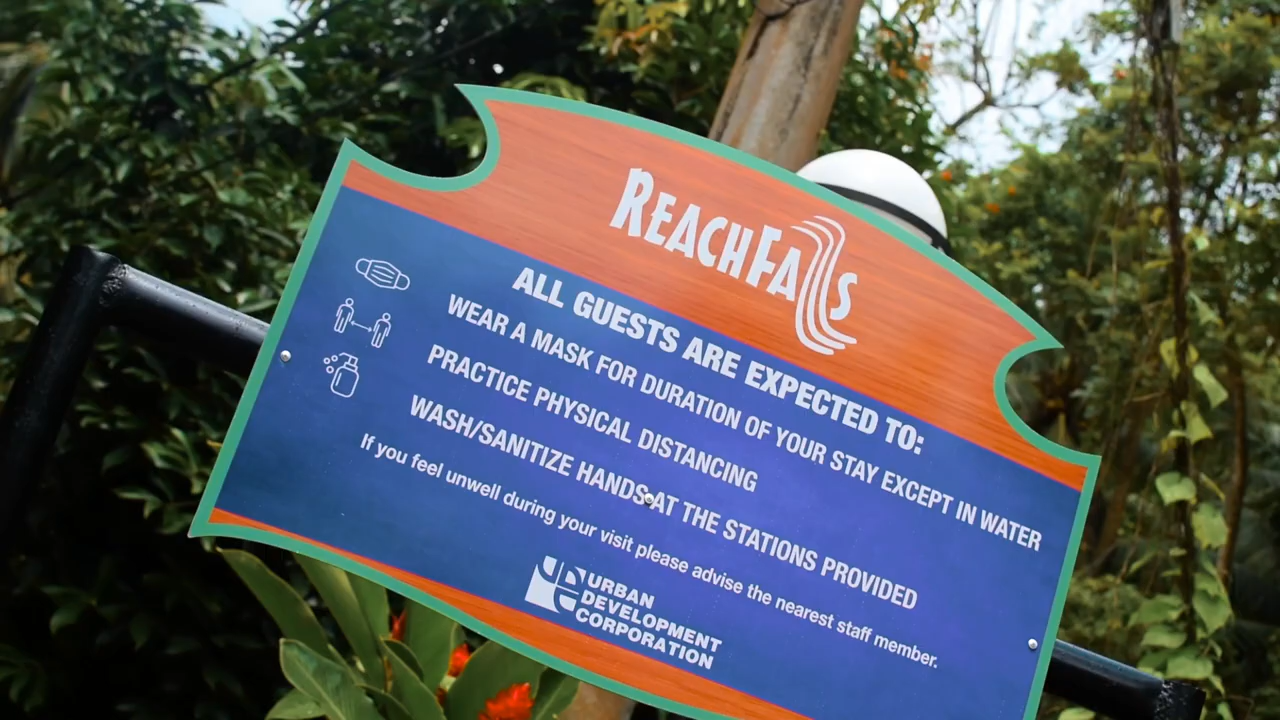 REACHFALLS
ALL GUESTS ARE EXPECTED TO:
WEAR A MASK FOR DURATION OF YOUR STAY EXCEPT IN WATER
PRACTICE PHYSICAL DISTANCING
WASH/SANITIZE HANDS AT THE STATIONS PROVIDED
If you feel unwell during your visit please advise the nearest staff member.
URBAN
DEVELOPMENT
CORPORATION